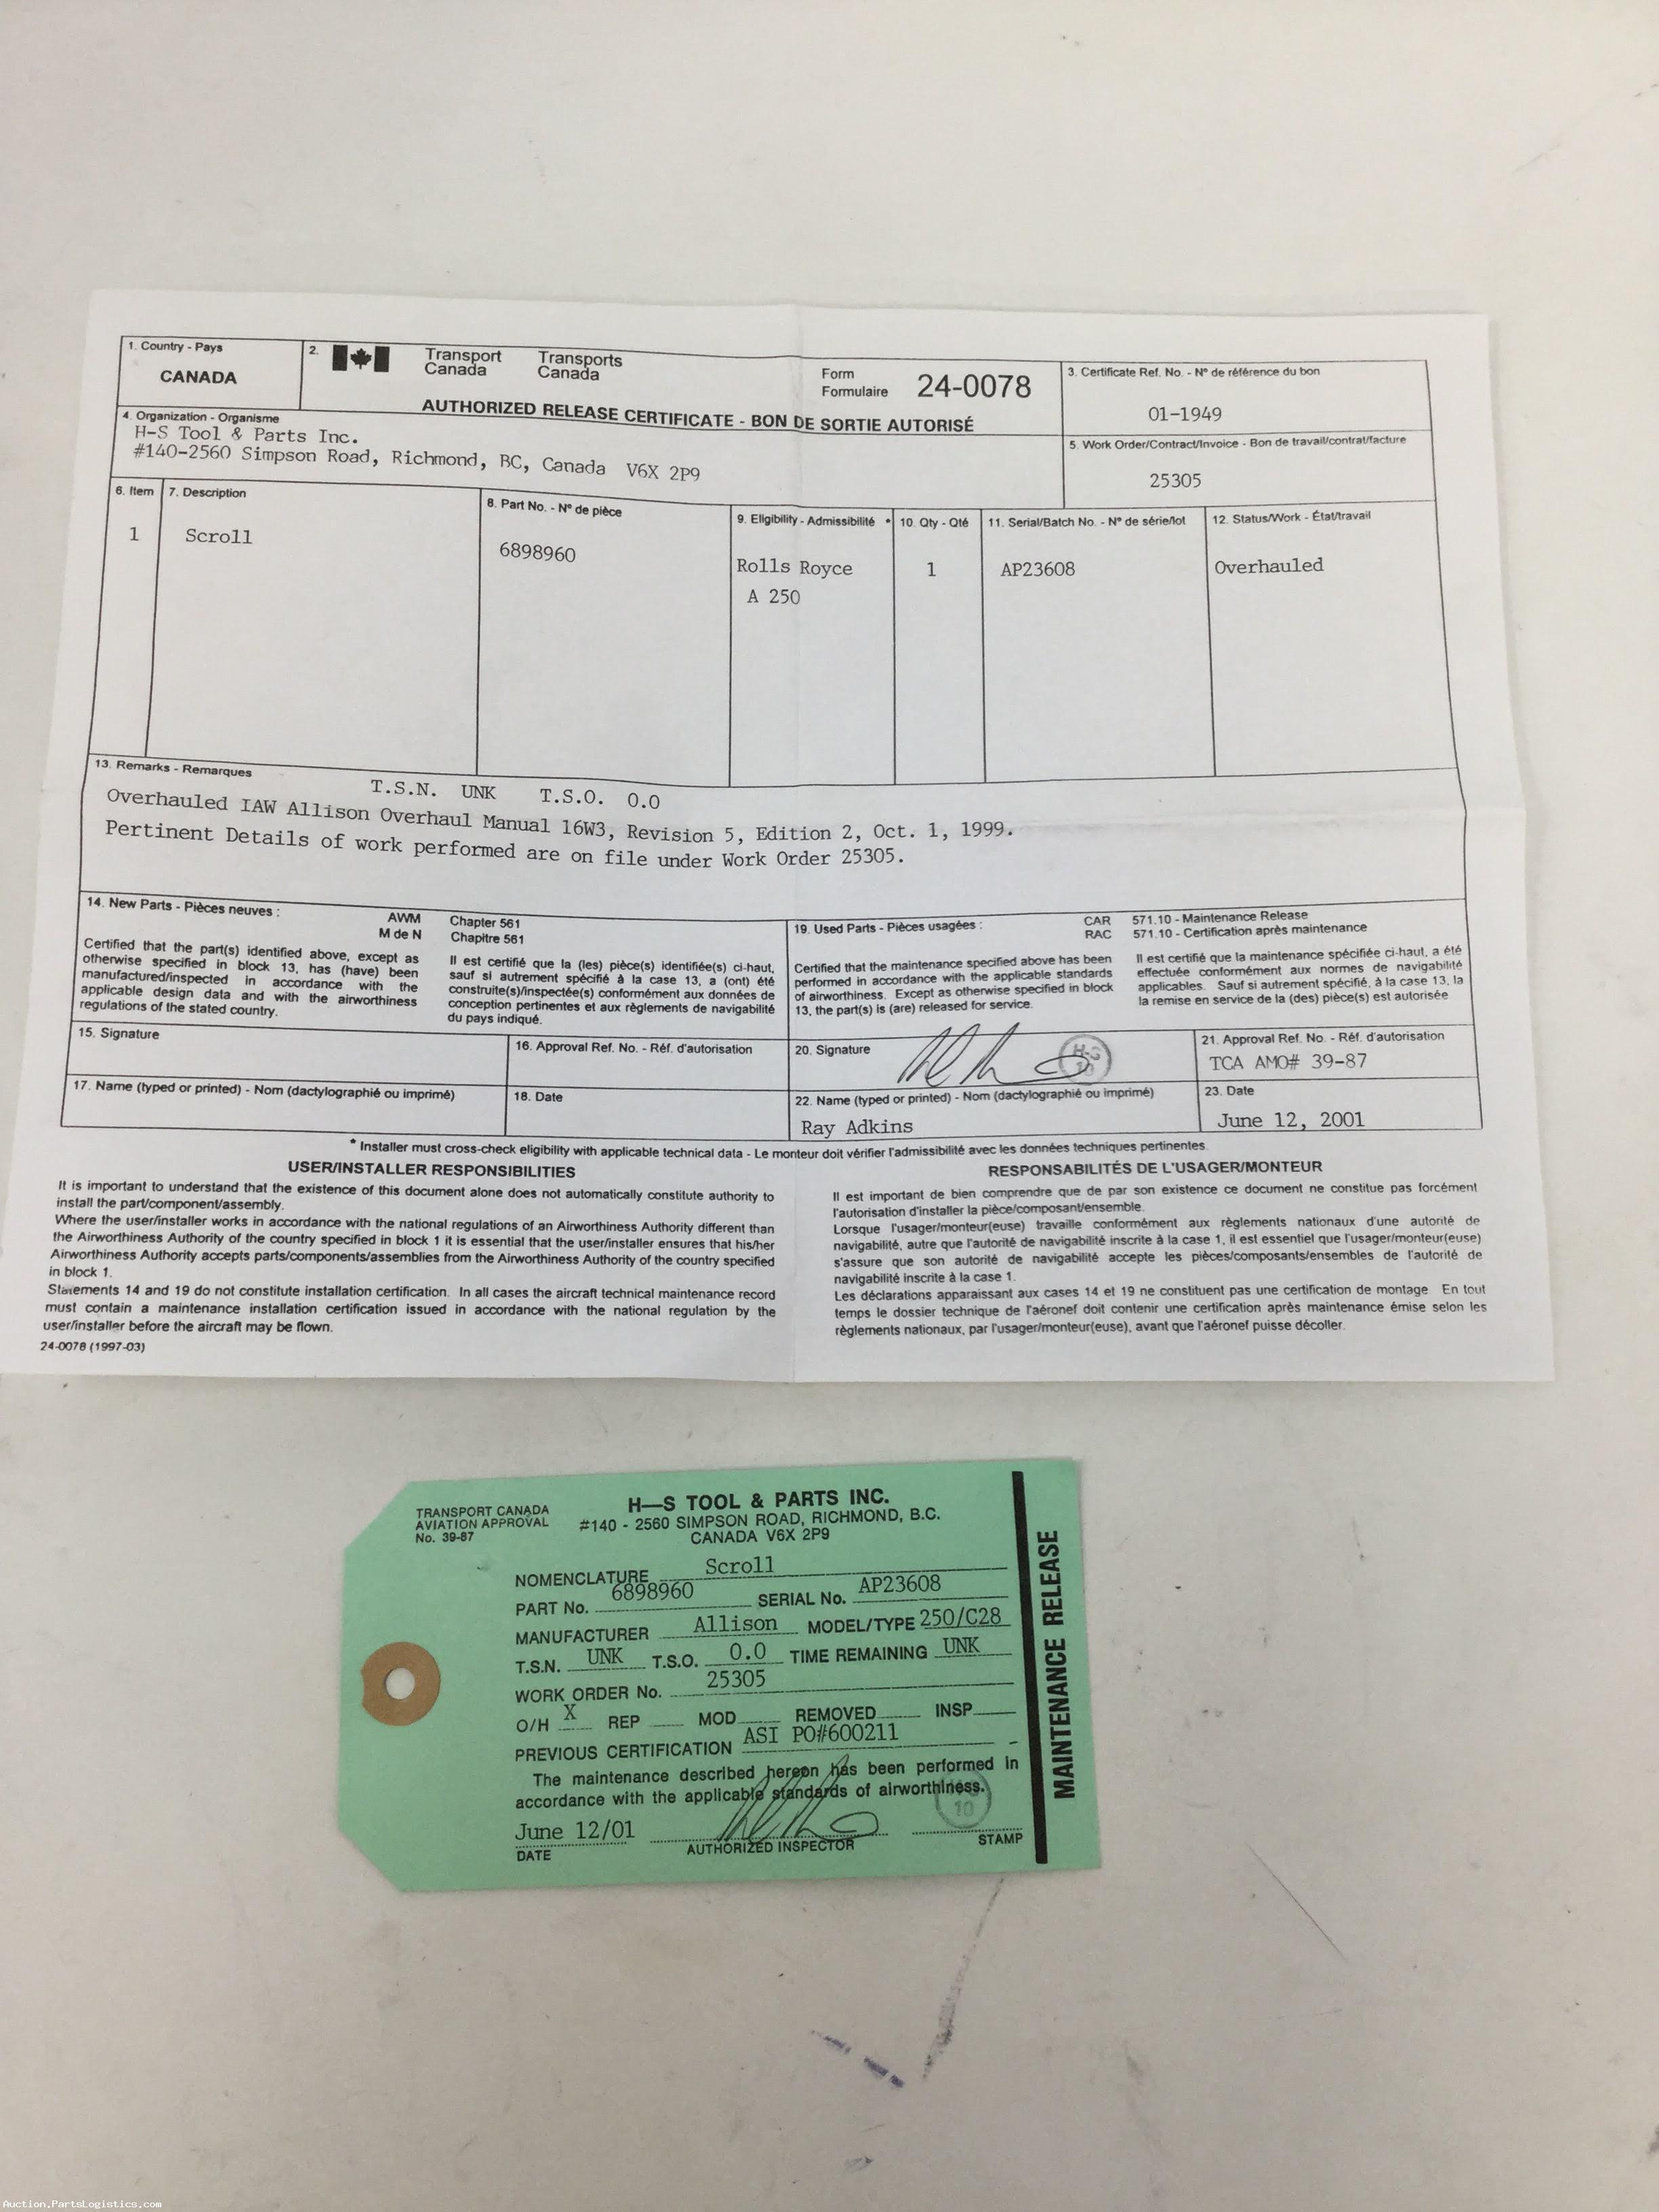 1. Country - Pays
CANADA
2.
Transport Canada
Transports Canada
Form
Formulaire
24-0078
AUTHORIZED RELEASE CERTIFICATE - BON DE SORTIE AUTORISÉ
3. Certificate Ref. No. - Nº de référence du bon
01-1949
4. Organization - Organisme
H-S Tool & Parts Inc.
#140-2560 Simpson Road, Richmond, BC, Canada V6X 2P9
5. Work Order/Contract/Invoice - Bon de travail/contrat/facture
25305
6. Item
7. Description
8. Part No. - Nº de pièce
9. Eligibility - Admissibilité *
10. Qty - Qté
11. Serial/Batch No. - Nº de série/lot
12. Status/Work - État/travail
1
Scroll
6898960
Rolls Royce
A 250
1
AP23608
Overhauled
13. Remarks - Remarques
T.S.N. UNK T.S.O. 0.0
Overhauled IAW Allison Overhaul Manual 16W3, Revision 5, Edition 2, Oct. 1, 1999.
Pertinent Details of work performed are on file under Work Order 25305.
14. New Parts - Pièces neuves :
AWM Chapter 561
M de N Chapitre 561
Certified that the part(s) identified above, except as
otherwise specified in block 13, has (have) been
manufactured/inspected in accordance with the
applicable design data and with the airworthiness
regulations of the stated country.
Il est certifié que la (les) pièce(s) identifiée(s) ci-haut,
sauf si autrement spécifié à la case 13, a (ont) été
construite(s)/inspectée(s) conformément aux données de
conception pertinentes et aux règlements de navigabilité
du pays indiqué.
19. Used Parts - Pièces usagées :
CAR 571.10 - Maintenance Release
RAC 571.10 - Certification après maintenance
Certified that the maintenance specified above has been
performed in accordance with the applicable standards
of airworthiness. Except as otherwise specified in block
13, the part(s) is (are) released for service.
Il est certifié que la maintenance spécifiée ci-haut, a été
effectuée conformément aux normes de navigabilité
applicables. Sauf si autrement spécifié, à la case 13, la
la remise en service de la (des) pièce(s) est autorisée
15. Signature
16. Approval Ref. No. - Réf. d'autorisation
20. Signature
H-S
10
21. Approval Ref. No. - Réf. d'autorisation
TCA AMO# 39-87
17. Name (typed or printed) - Nom (dactylographié ou imprimé)
18. Date
22. Name (typed or printed) - Nom (dactylographié ou imprimé)
Ray Adkins
23. Date
June 12, 2001
* Installer must cross-check eligibility with applicable technical data - Le monteur doit vérifier l'admissibilité avec les données techniques pertinentes.
USER/INSTALLER RESPONSIBILITIES
It is important to understand that the existence of this document alone does not automatically constitute authority to
install the part/component/assembly.
Where the user/installer works in accordance with the national regulations of an Airworthiness Authority different than
the Airworthiness Authority of the country specified in block 1 it is essential that the user/installer ensures that his/her
Airworthiness Authority accepts parts/components/assemblies from the Airworthiness Authority of the country specified
in block 1.
Statements 14 and 19 do not constitute installation certification. In all cases the aircraft technical maintenance record
must contain a maintenance installation certification issued in accordance with the national regulation by the
user/installer before the aircraft may be flown.
24-0078 (1997-03)
RESPONSABILITÉS DE L'USAGER/MONTEUR
Il est important de bien comprendre que de par son existence ce document ne constitue pas forcément
l'autorisation d'installer la pièce/composant/ensemble.
Lorsque l'usager/monteur(euse) travaille conformément aux règlements nationaux d'une autorité de
navigabilité, autre que l'autorité de navigabilité inscrite à la case 1, il est essentiel que l'usager/monteur(euse)
s'assure que son autorité de navigabilité accepte les pièces/composants/ensembles de l'autorité de
navigabilité inscrite à la case 1.
Les déclarations apparaissant aux cases 14 et 19 ne constituent pas une certification de montage. En tout
temps le dossier technique de l'aéronef doit contenir une certification après maintenance émise selon les
règlements nationaux, par l'usager/monteur(euse), avant que l'aéronef puisse décoller.
TRANSPORT CANADA
AVIATION APPROVAL
No. 39-87
H—S TOOL & PARTS INC.
#140 - 2560 SIMPSON ROAD, RICHMOND, B.C.
CANADA V6X 2P9
NOMENCLATURE Scroll
PART No. 6898960 SERIAL No. AP23608
MANUFACTURER Allison MODEL/TYPE 250/C28
T.S.N. UNK T.S.O. 0.0 TIME REMAINING UNK
WORK ORDER No. 25305
O/H X REP MOD REMOVED INSP
PREVIOUS CERTIFICATION ASI PO#600211
The maintenance described hereon has been performed in
accordance with the applicable standards of airworthiness.
10
June 12/01
DATE
AUTHORIZED INSPECTOR
STAMP
MAINTENANCE RELEASE
Auction.PartsLogistics.com